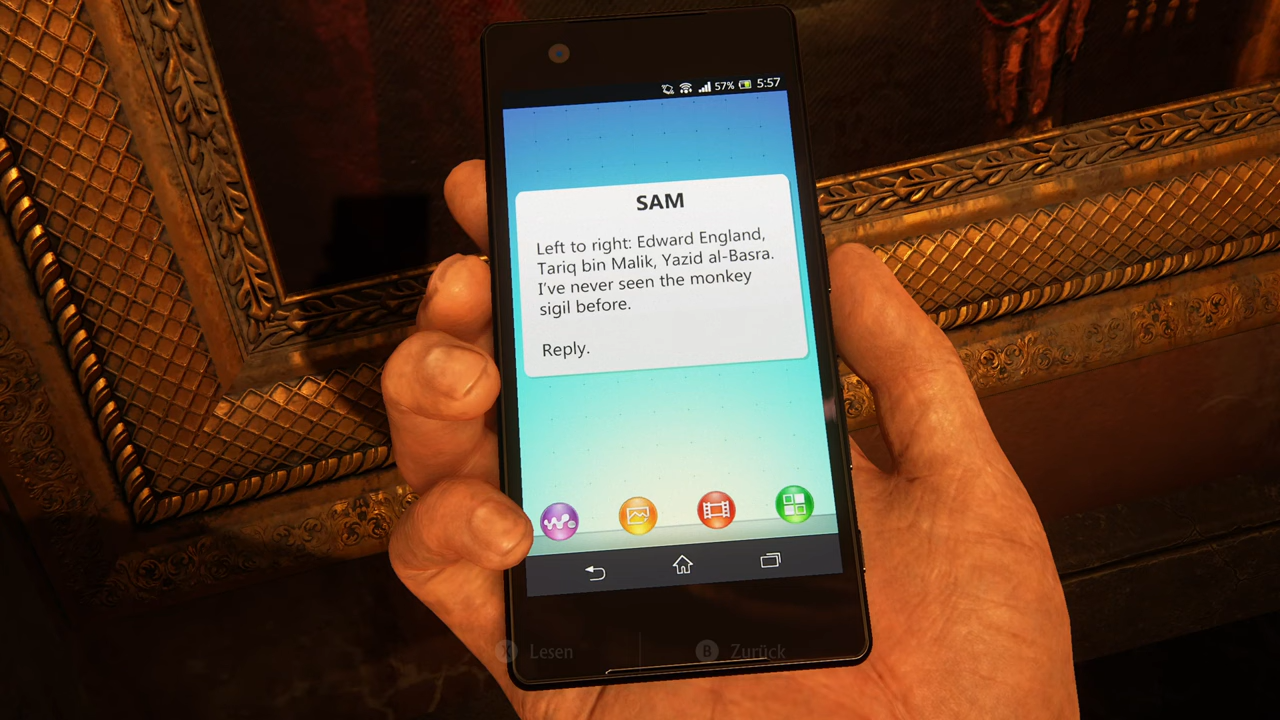 57% 5:57
SAM
Left to right: Edward England,
Tariq bin Malik, Yazid al-Basra.
I've never seen the monkey
sigil before.
Reply.
X Lesen B Zurück